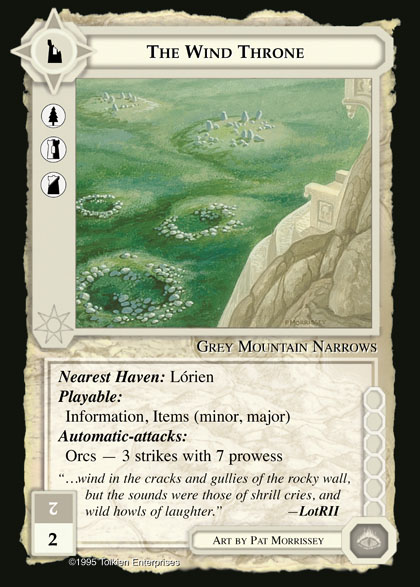 THE WIND THRONE
P. MORRISSEY
GREY MOUNTAIN NARROWS
Nearest Haven: Lórien
Playable:
Information, Items (minor, major)
Automatic-attacks:
Orcs — 3 strikes with 7 prowess
“…wind in the cracks and gullies of the rocky wall,
but the sounds were those of shrill cries, and
wild howls of laughter.” —LotRII
2
2
ART BY PAT MORRISSEY
©1995 Tolkien Enterprises